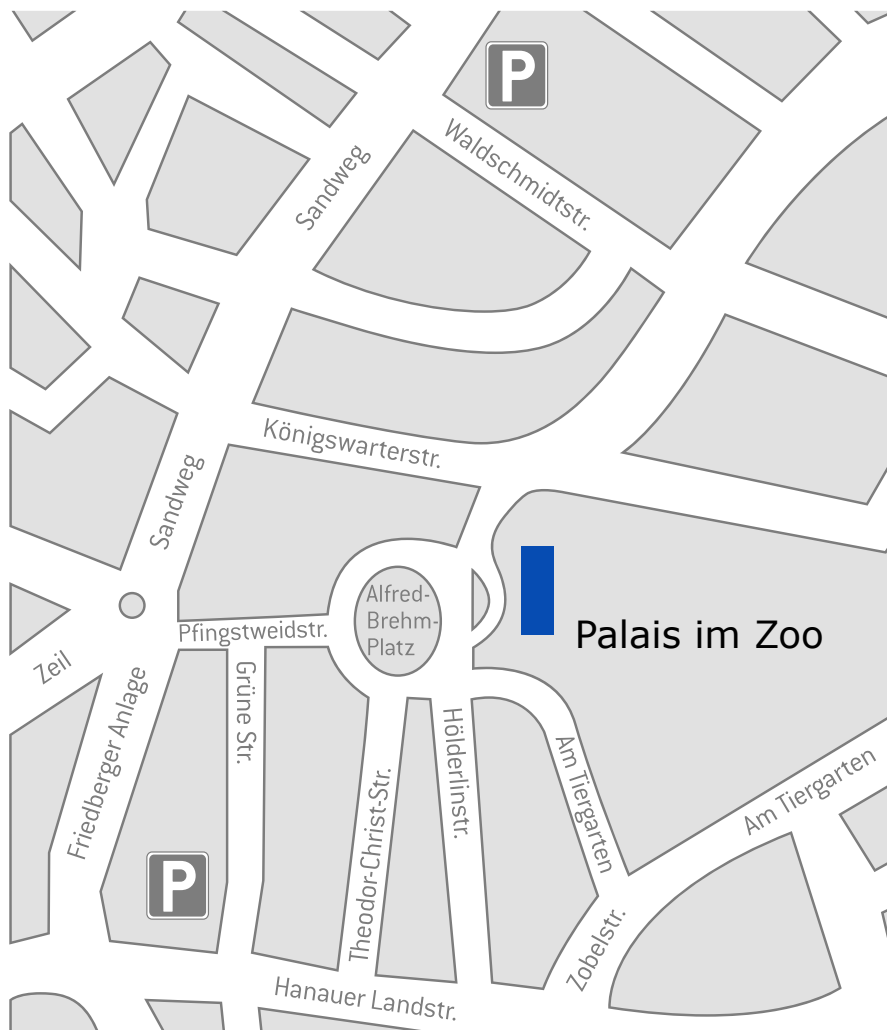 P
Waldschmidtstr.
Sandweg
Königswarterstr.
Sandweg
Alfred-
Brehm-
Platz
Pfingstweidstr.
Palais im Zoo
Zeil
Grüne Str.
Friedberger Anlage
Hölderlinstr.
Am Tiergarten
Am Tiergarten
Theodor-Christ-Str.
P
Zobelstr.
Hanauer Landstr.